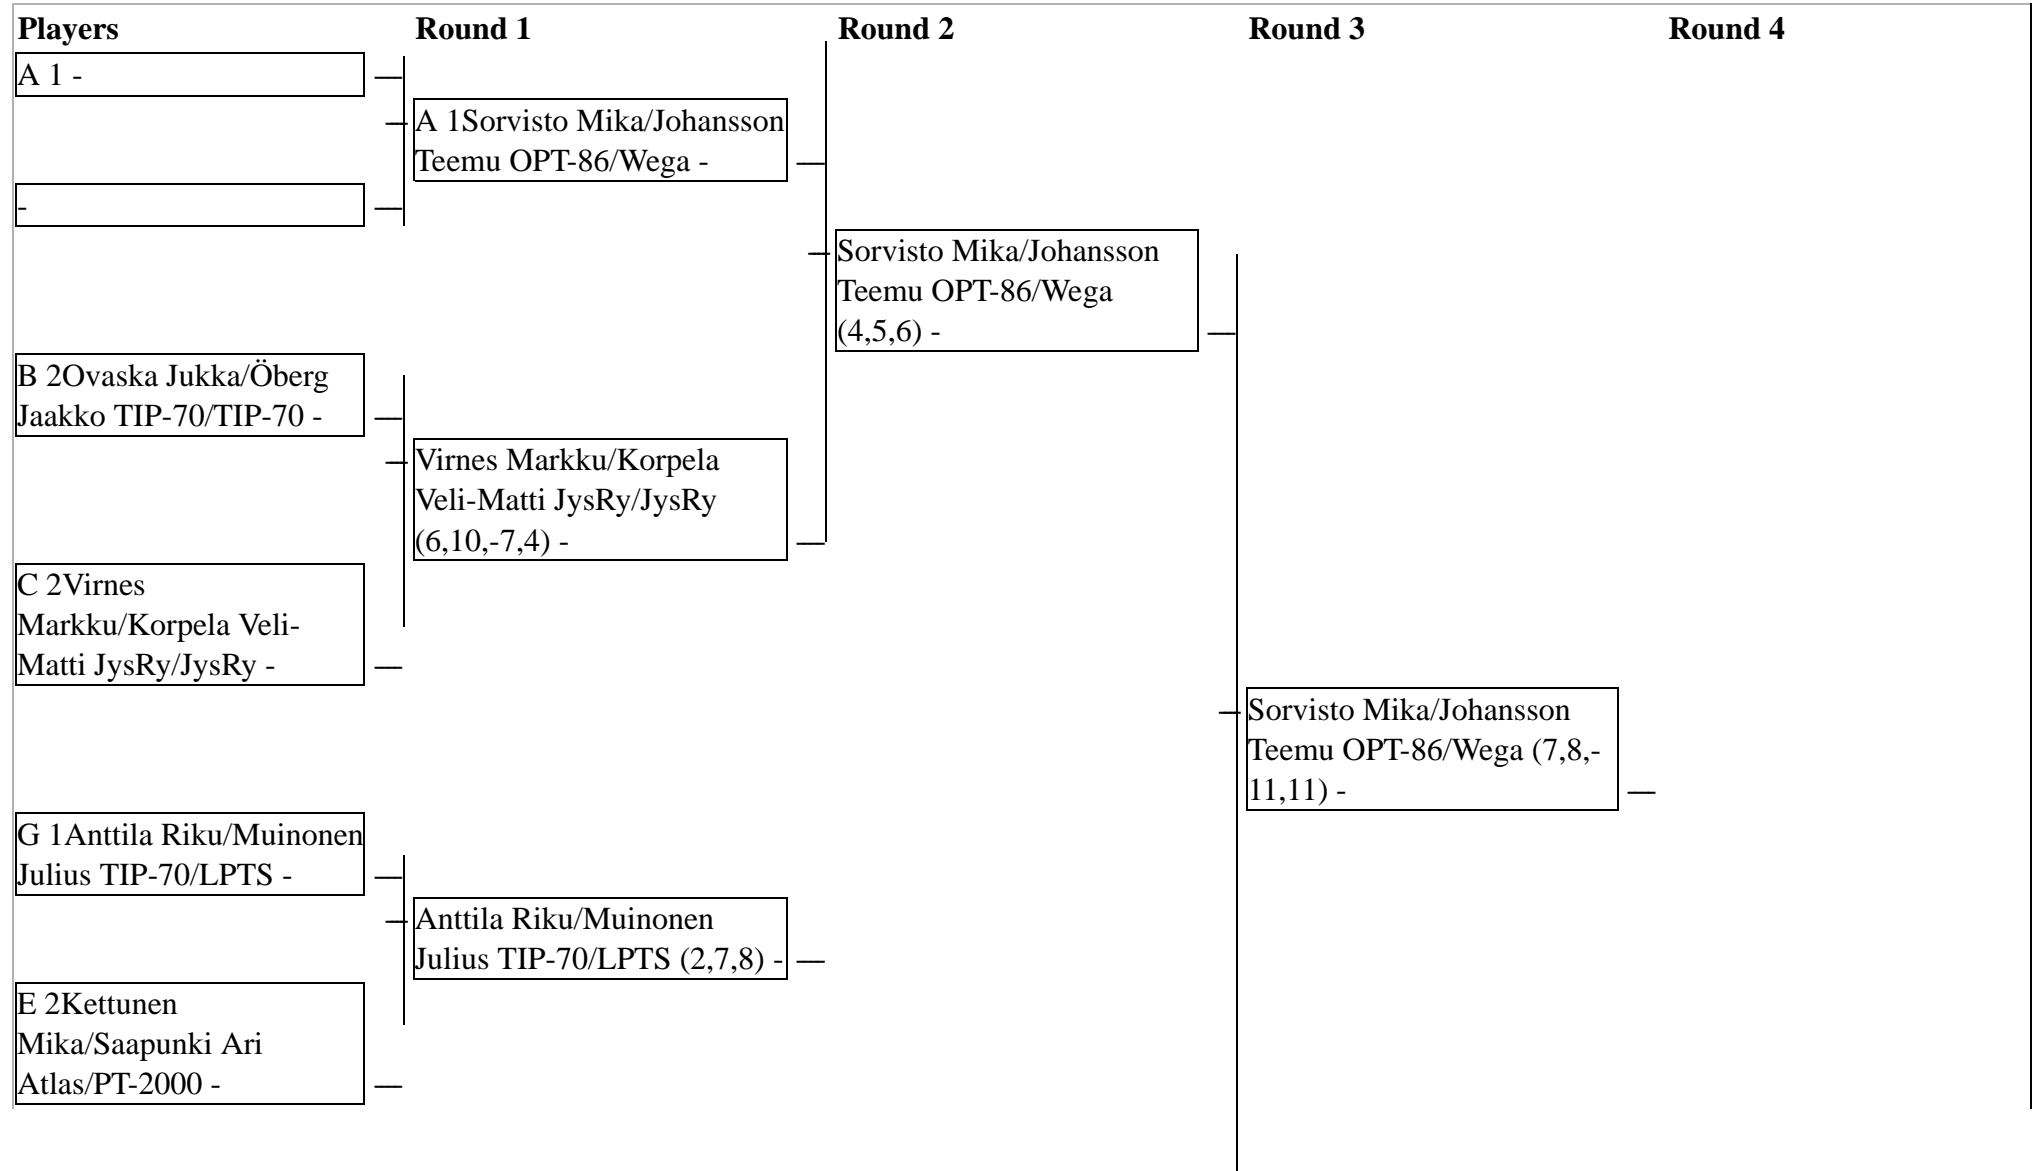 Players Round 1 Round 2 Round 3 Round 4
A 1 -
A 1Sorvisto Mika/Johansson
Teemu OPT-86/Wega -
-
Sorvisto Mika/Johansson
Teemu OPT-86/Wega
(4,5,6) -
B 2Ovaska Jukka/Öberg
Jaakko TIP-70/TIP-70 -
Virnes Markku/Korpela
Veli-Matti JysRy/JysRy
(6,10,-7,4) -
C 2Virnes
Markku/Korpela Veli-
Matti JysRy/JysRy -
Sorvisto Mika/Johansson
Teemu OPT-86/Wega (7,8,-
11,11) -
G 1Anttila Riku/Muinonen
Julius TIP-70/LPTS -
Anttila Riku/Muinonen
Julius TIP-70/LPTS (2,7,8) -
E 2Kettunen
Mika/Saapunki Ari
Atlas/PT-2000 -